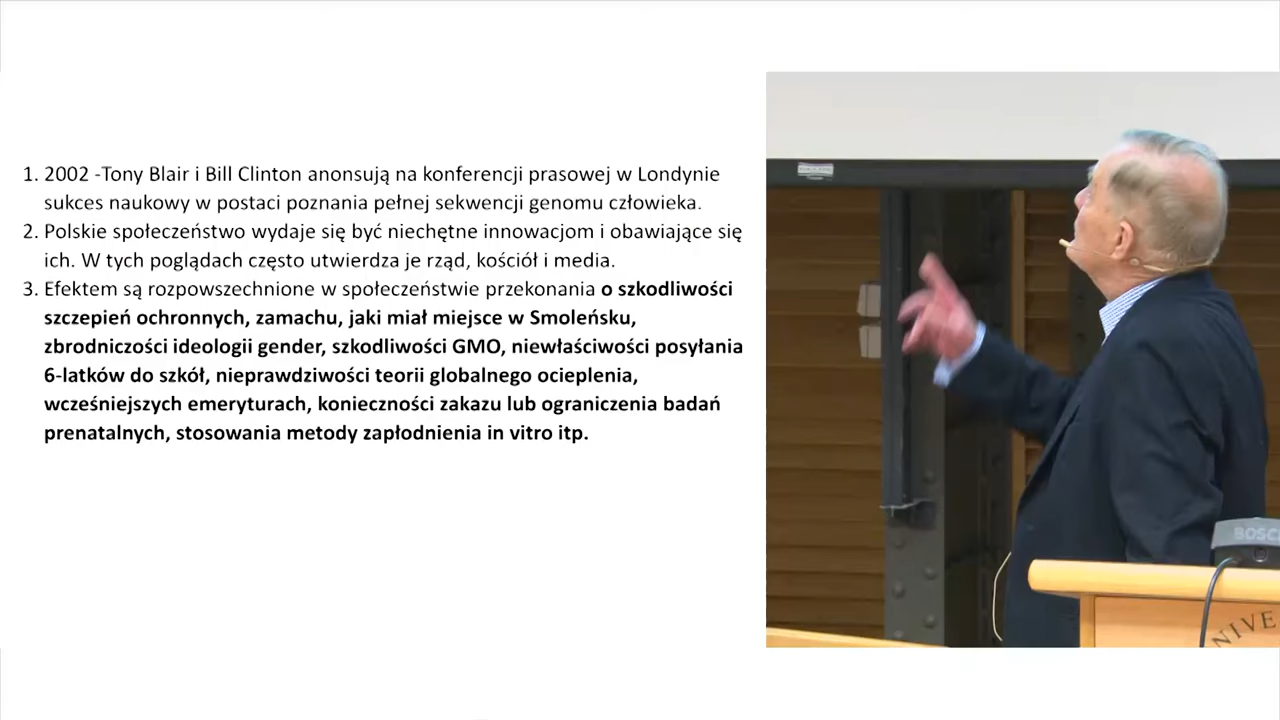 1. 2002 -Tony Blair i Bill Clinton anonsują na konferencji prasowej w Londynie
sukces naukowy w postaci poznania pełnej sekwencji genomu człowieka.
2. Polskie społeczeństwo wydaje się być niechętne innowacjom i obawiające się
ich. W tych poglądach często utwierdza je rząd, kościół i media.
3. Efektem są rozpowszechnione w społeczeństwie przekonania o szkodliwości
szczepień ochronnych, zamachu, jaki miał miejsce w Smoleńsku,
zbrodniczości ideologii gender, szkodliwości GMO, niewłaściwości posyłania
6-latków do szkół, nieprawdziwości teorii globalnego ocieplenia,
wcześniejszych emeryturach, konieczności zakazu lub ograniczenia badań
prenatalnych, stosowania metody zapłodnienia in vitro itp.
BOSC
NIVE